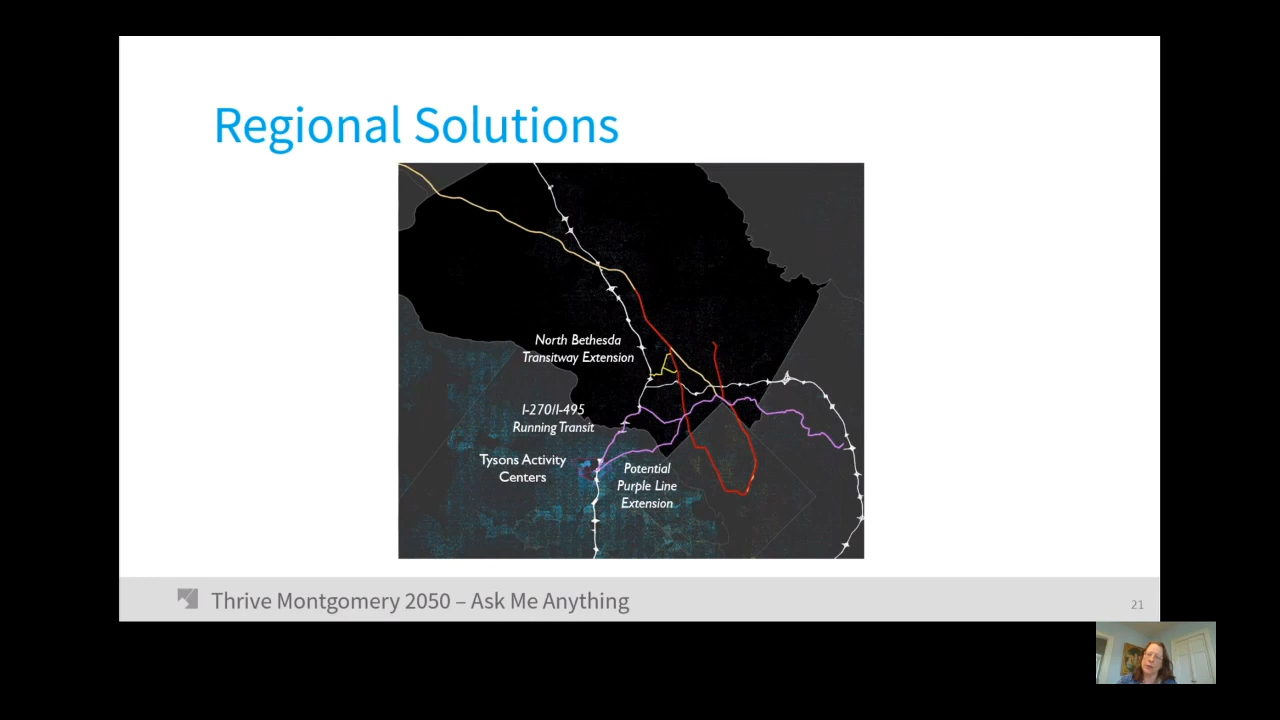 Regional Solutions
North Bethesda
Transitway Extension
I-270/I-495
Running Transit
Tysons Activity
Centers
Potential
Purple Line
Extension
Thrive Montgomery 2050 – Ask Me Anything
21